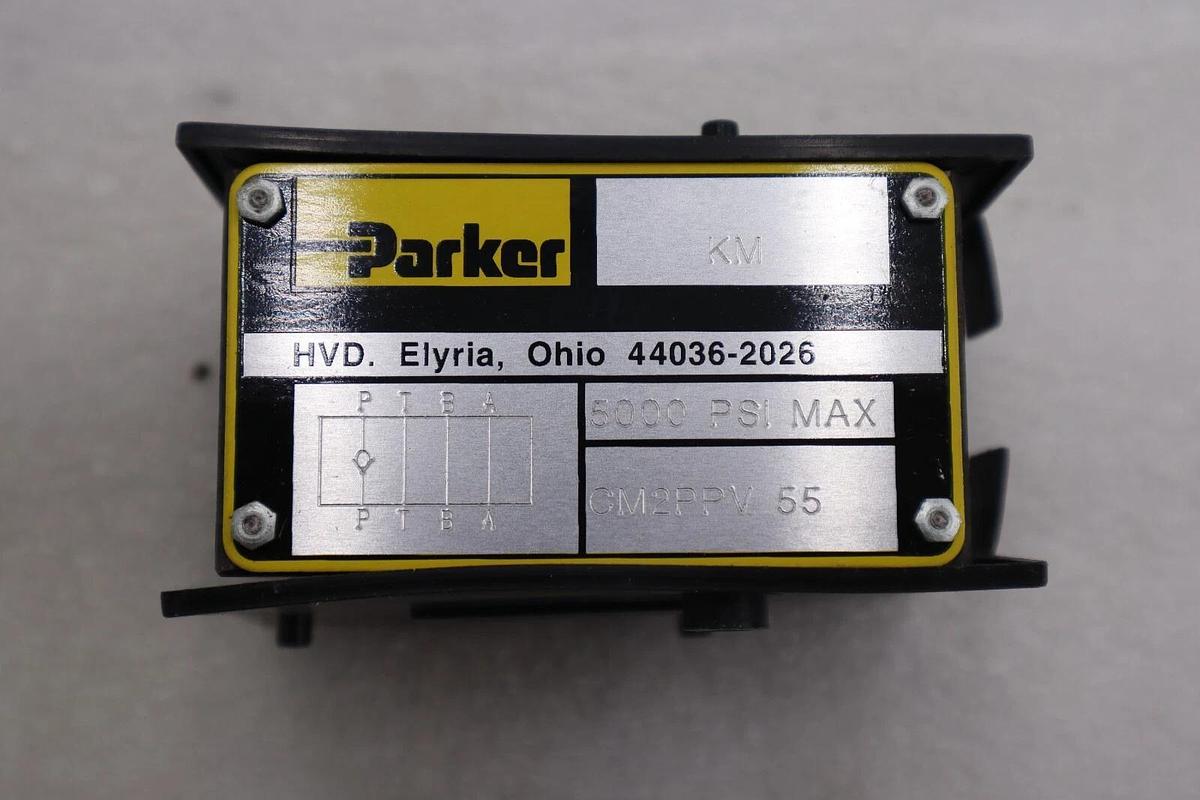 Parker
KM
HVD. Elyria, Ohio 44036-2026
P T B A
P T B A
5000 PSI MAX
CM2PPV 55